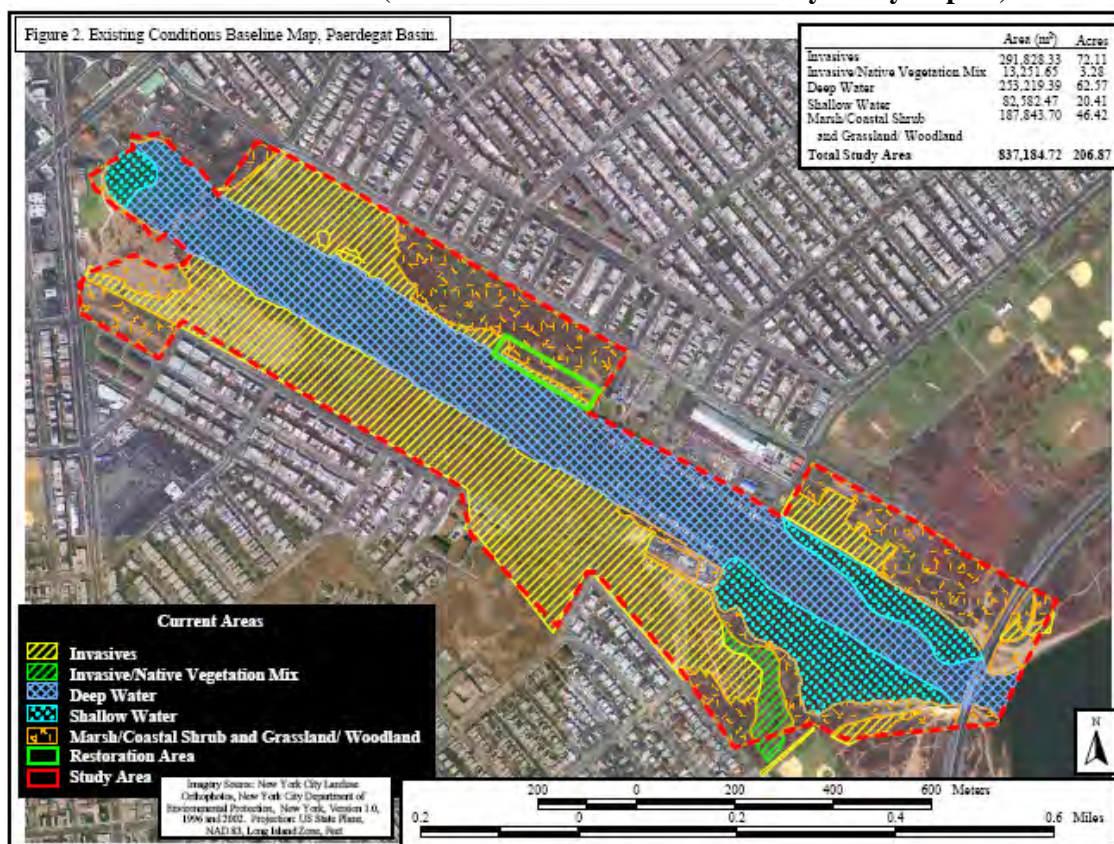 Figure 2. Existing Conditions Baseline Map, Paerdegat Basin.
Area (m²) Acres
Invasives 291,828.33 72.11
Invasive/Native Vegetation Mix 13,251.65 3.28
Deep Water 253,219.39 62.57
Shallow Water 82,582.47 20.41
Marsh/Coastal Shrub 187,843.70 46.42
and Grassland/ Woodland
Total Study Area 837,184.72 206.87
Current Areas
Invasives
Invasive/Native Vegetation Mix
Deep Water
Shallow Water
Marsh/Coastal Shrub and Grassland/ Woodland
Restoration Area
Study Area
Imagery Source: New York City Landuse
Orthophotos, New York City Department of
Environmental Protection, New York, Version 1.0,
1996 and 2002. Projection: US State Plane,
NAD 83, Long Island Zone, Feet
N
200 0 200 400 600 Meters
0.2 0 0.2 0.4 0.6 Miles